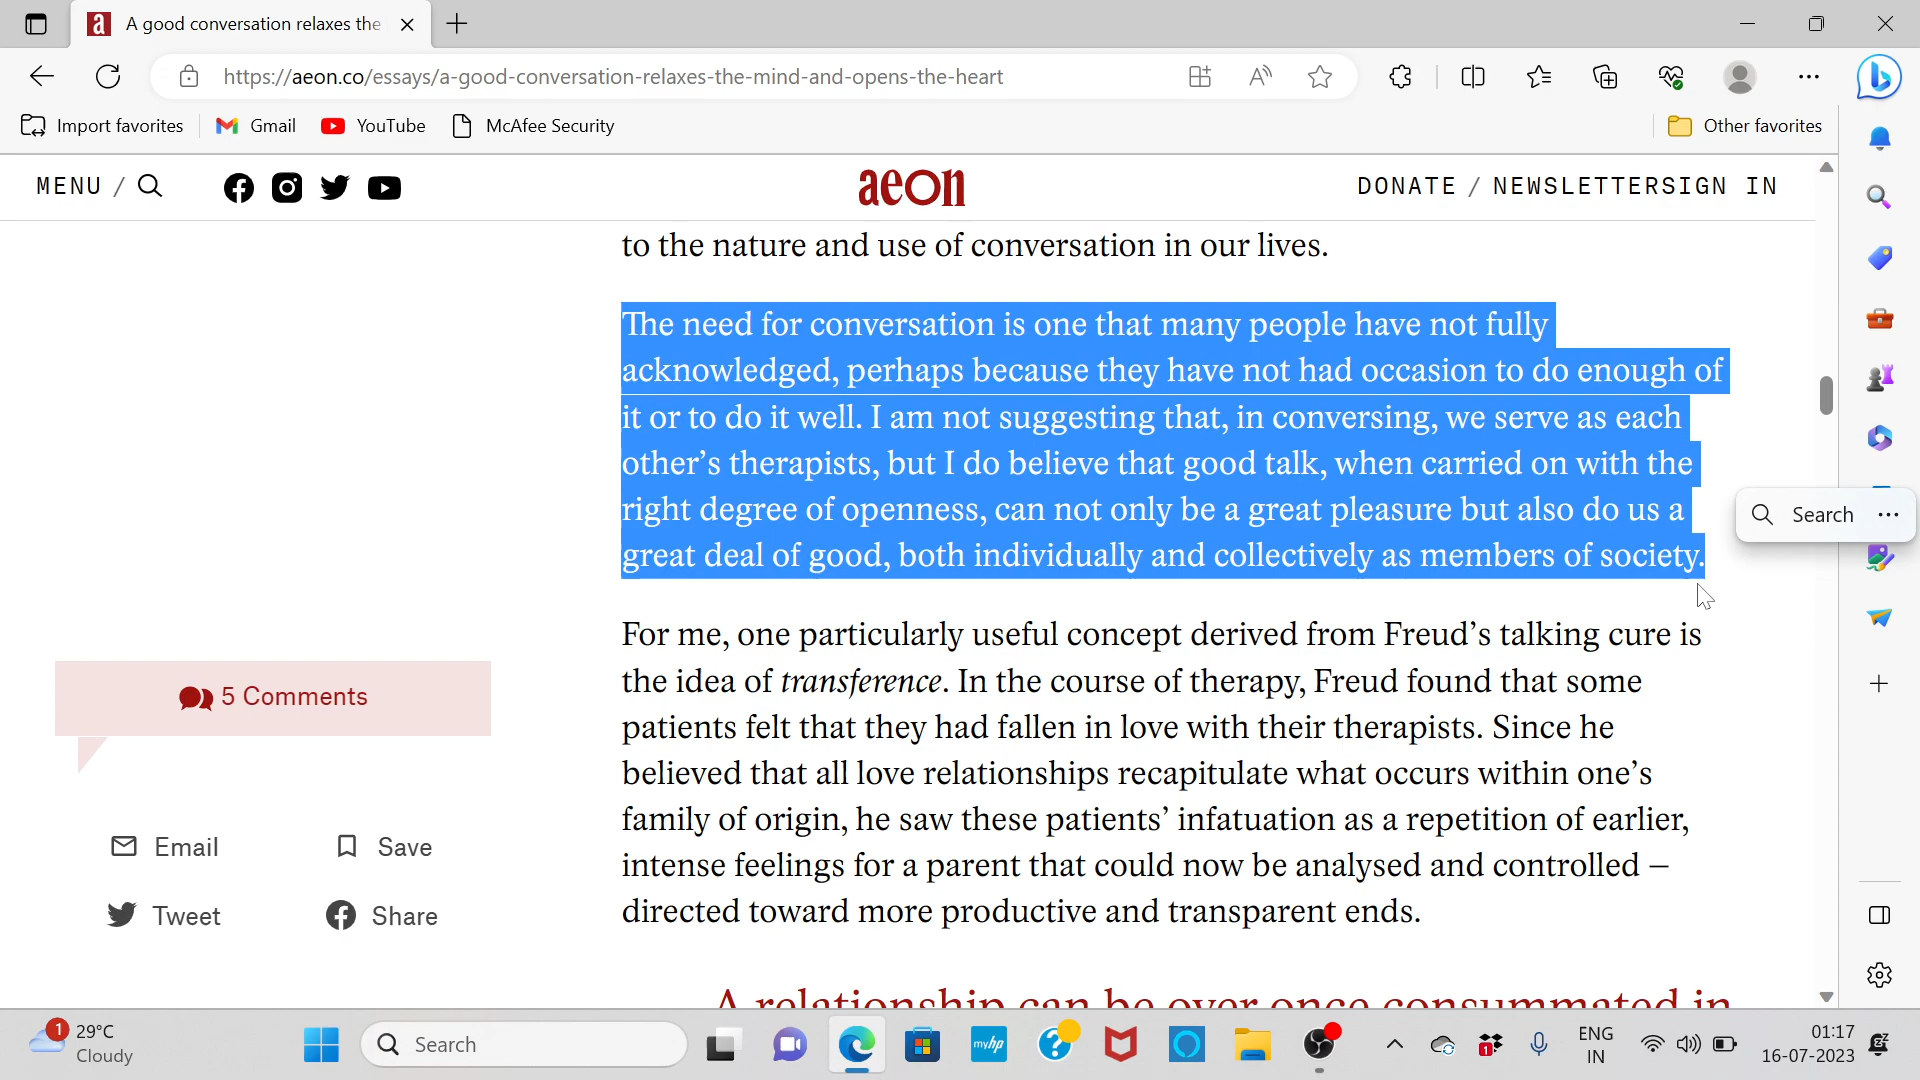 A good conversation relaxes the
https://aeon.co/essays/a-good-conversation-relaxes-the-mind-and-opens-the-heart
Import favorites
Gmail
YouTube
McAfee Security
Other favorites
MENU /
aeon
DONATE / NEWSLETTERSIGN IN
to the nature and use of conversation in our lives.
The need for conversation is one that many people have not fully
acknowledged, perhaps because they have not had occasion to do enough of
it or to do it well. I am not suggesting that, in conversing, we serve as each
other’s therapists, but I do believe that good talk, when carried on with the
right degree of openness, can not only be a great pleasure but also do us a
great deal of good, both individually and collectively as members of society.
Search
For me, one particularly useful concept derived from Freud’s talking cure is
the idea of transference. In the course of therapy, Freud found that some
patients felt that they had fallen in love with their therapists. Since he
believed that all love relationships recapitulate what occurs within one’s
family of origin, he saw these patients’ infatuation as a repetition of earlier,
intense feelings for a parent that could now be analysed and controlled –
directed toward more productive and transparent ends.
5 Comments
Email
Save
Tweet
Share
A relationship can be over once consummated in
1
29°C
Cloudy
Search
myhp
1
ENG
IN
01:17
16-07-2023